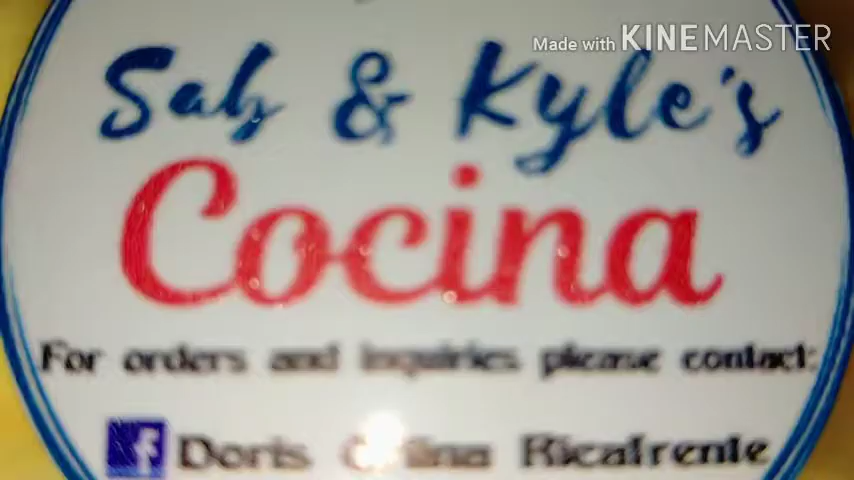 Made with KINEMASTER
Sab & Kyle's
Cocina
For orders and inquiries please contact:
Doris Ricafrente